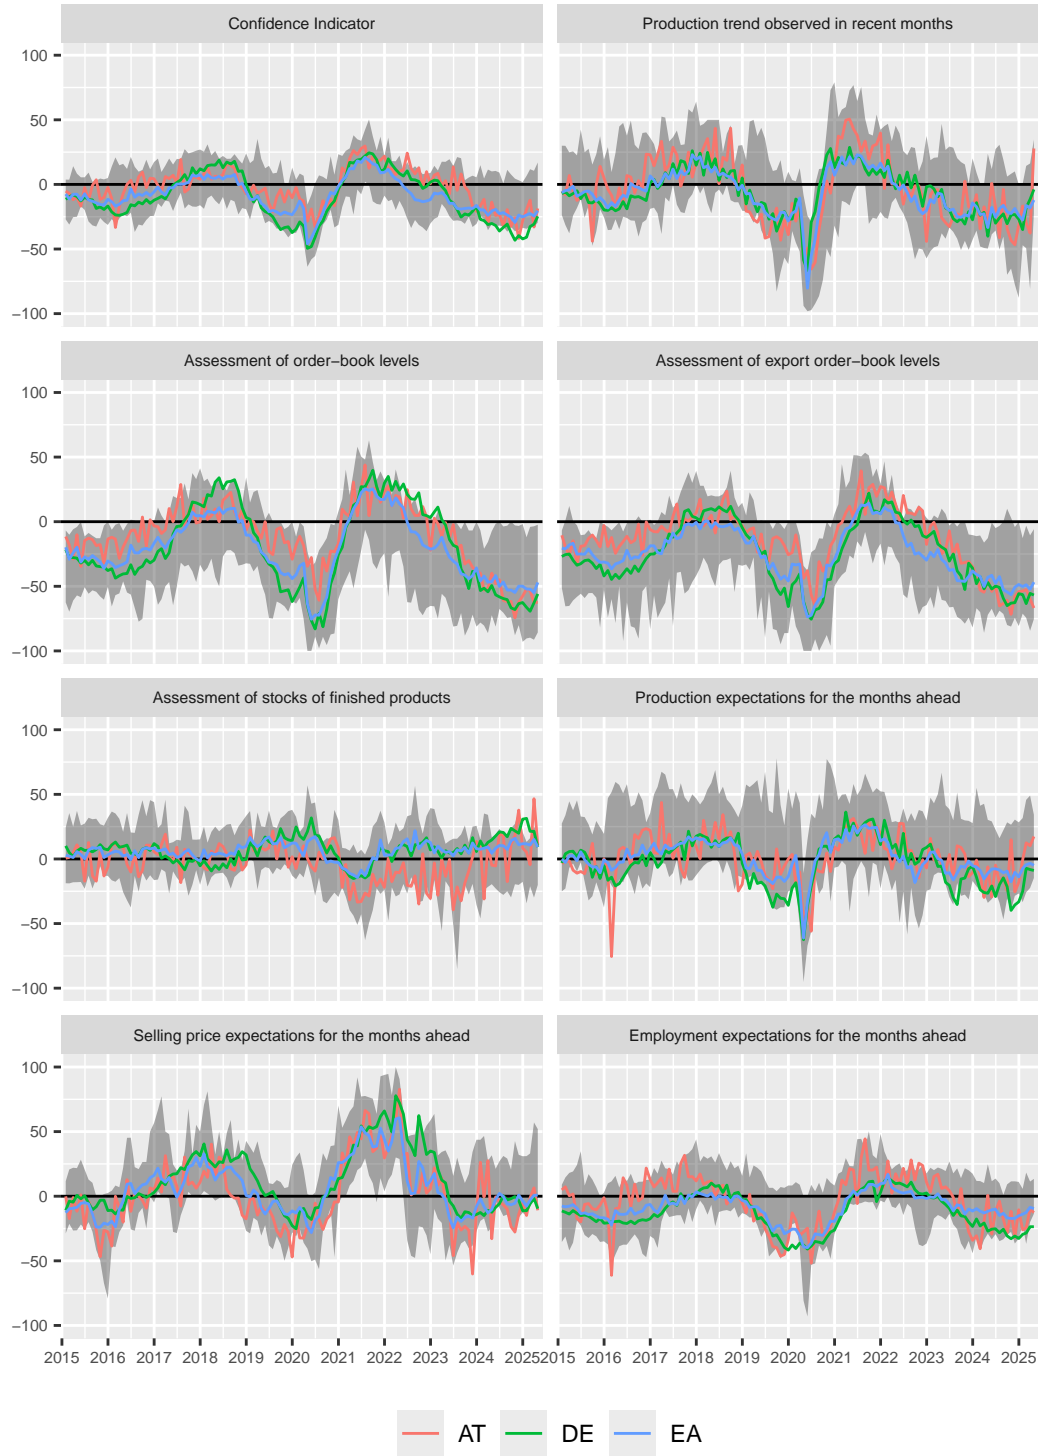 Confidence Indicator
Production trend observed in recent months
100
50
0
−50
−100
Assessment of order−book levels
Assessment of export order−book levels
100
50
0
−50
−100
Assessment of stocks of finished products
Production expectations for the months ahead
100
50
0
−50
−100
Selling price expectations for the months ahead
Employment expectations for the months ahead
100
50
0
−50
−100
2015 2016 2017 2018 2019 2020 2021 2022 2023 2024 2025
2015 2016 2017 2018 2019 2020 2021 2022 2023 2024 2025
AT DE EA